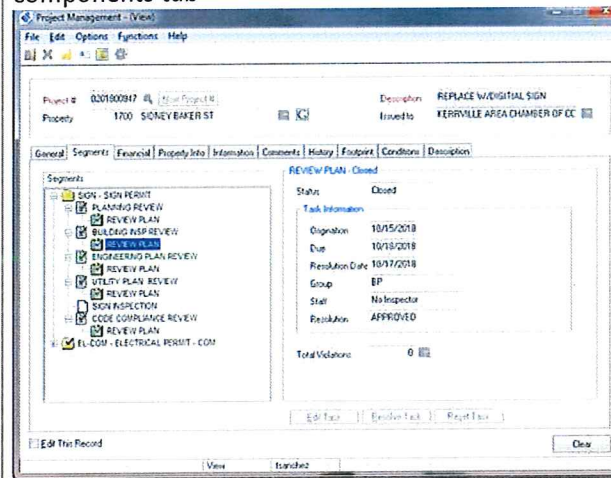 components tab
Project Management - (View)
File Edit Options Functions Help
Project # 0201800947 New Project # Description REPLACE W/DIGITIAL SIGN
Property 1700 SIDNEY BAKER ST Issued to KERRVILLE AREA CHAMBER OF CC
General Segments Financial Property Info Information Comments History Footprint Conditions Description
Segments
SIGN - SIGN PERMIT
PLANNING REVIEW
REVIEW PLAN
BUILDING INSP REVIEW
REVIEW PLAN
ENGINEERING PLAN REVIEW
REVIEW PLAN
UTILITY PLAN REVIEW
REVIEW PLAN
SIGN INSPECTION
CODE COMPLIANCE REVIEW
REVIEW PLAN
EL-COM - ELECTRICAL PERMIT - COM
REVIEW PLAN - Closed
Status Closed
Task Information
Origination 10/15/2018
Due 10/18/2018
Resolution Date 10/17/2018
Group BP
Staff No Inspector
Resolution APPROVED
Total Violations 0
Edit Task Resolve Task Reset Task
Edit This Record Clear
View tsanchez